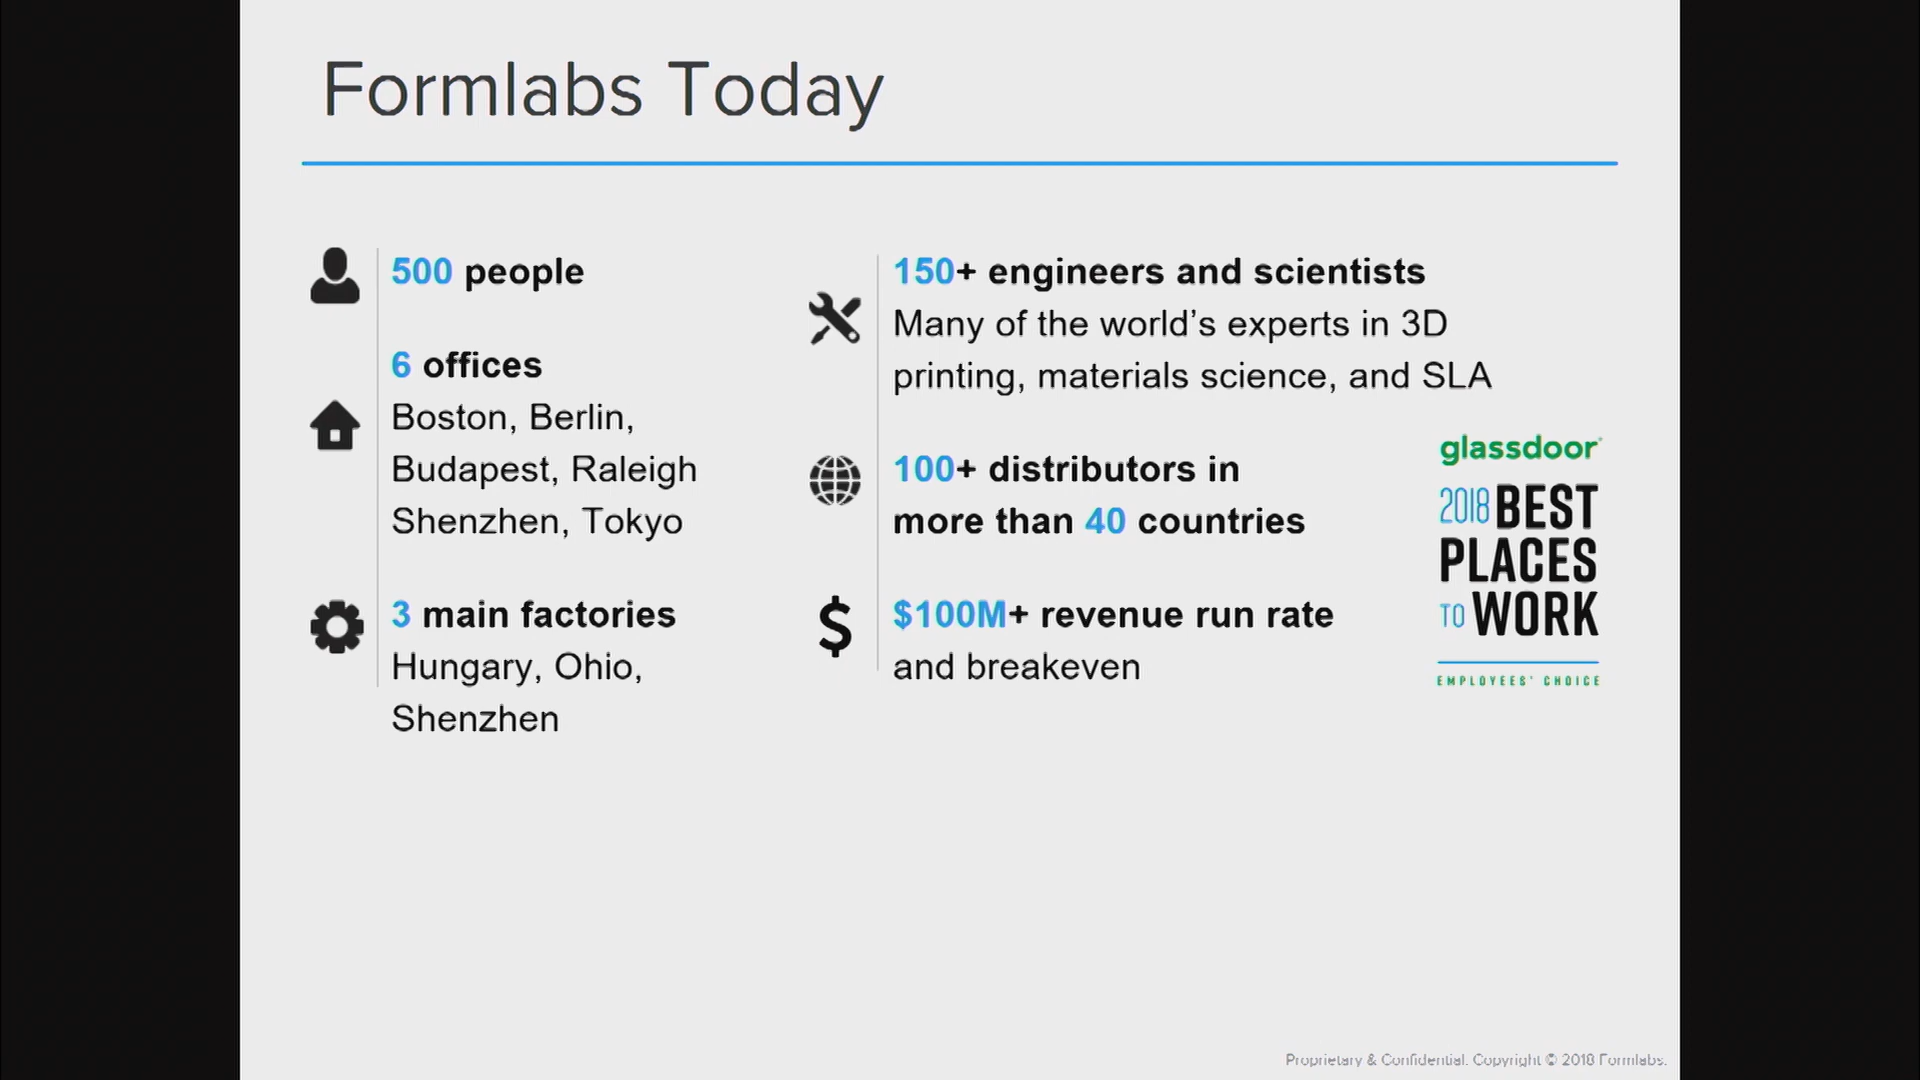 Formlabs Today
500 people
6 offices
Boston, Berlin,
Budapest, Raleigh
Shenzhen, Tokyo
3 main factories
Hungary, Ohio,
Shenzhen
150+ engineers and scientists
Many of the world’s experts in 3D
printing, materials science, and SLA
100+ distributors in
more than 40 countries
$100M+ revenue run rate
and breakeven
glassdoor
2018 BEST
PLACES
TO WORK
EMPLOYEES' CHOICE
Proprietary & Confidential. Copyright © 2018 Formlabs.